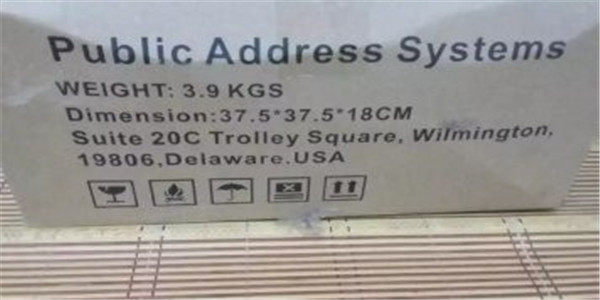 Public Address Systems
WEIGHT: 3.9 KGS
Dimension:37.5*37.5*18CM
Suite 20C Trolley Square, Wilmington,
19806,Delaware.USA